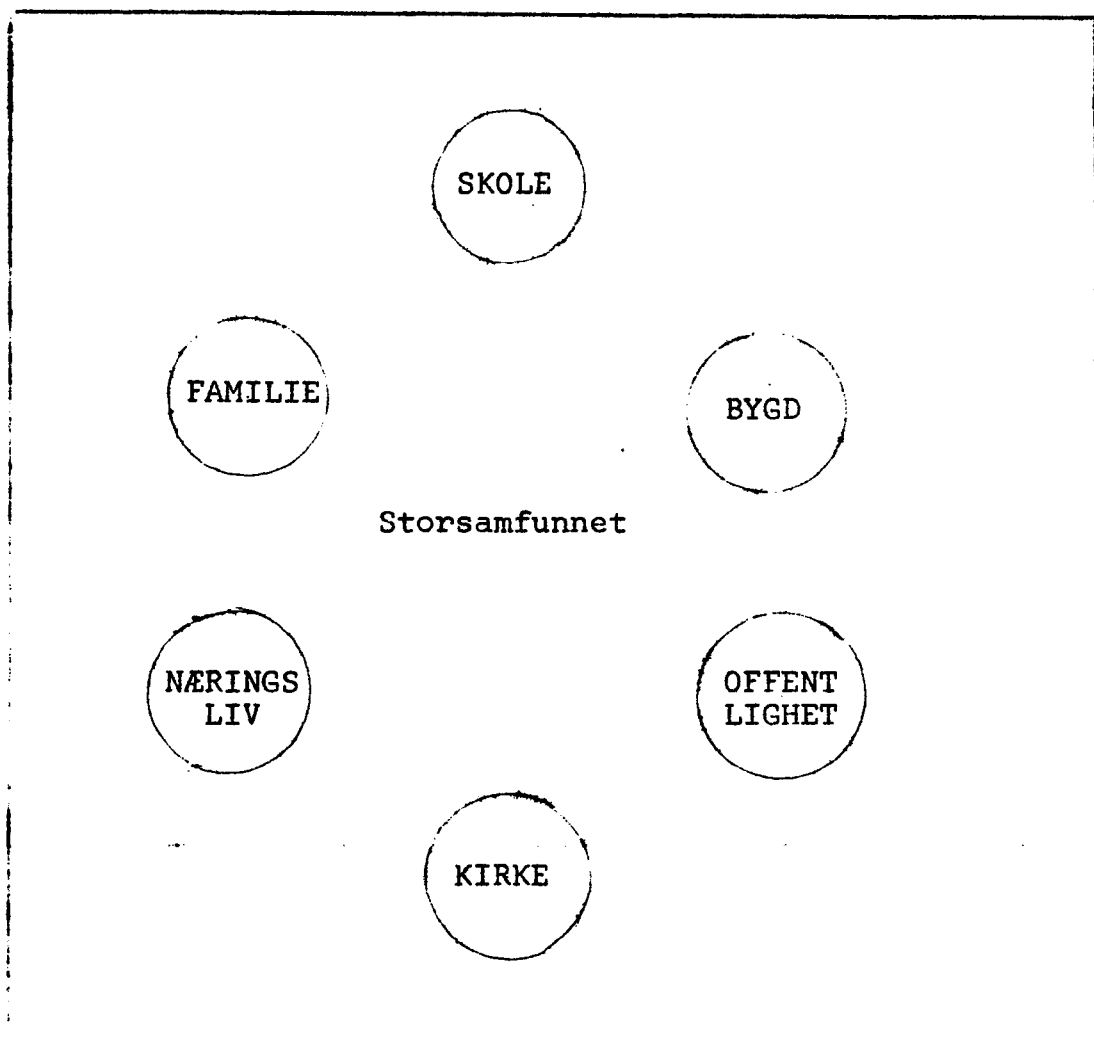 SKOLE
FAMILIE
BYGD
Storsamfunnet
NÆRINGS
LIV
OFFENT
LIGHET
KIRKE